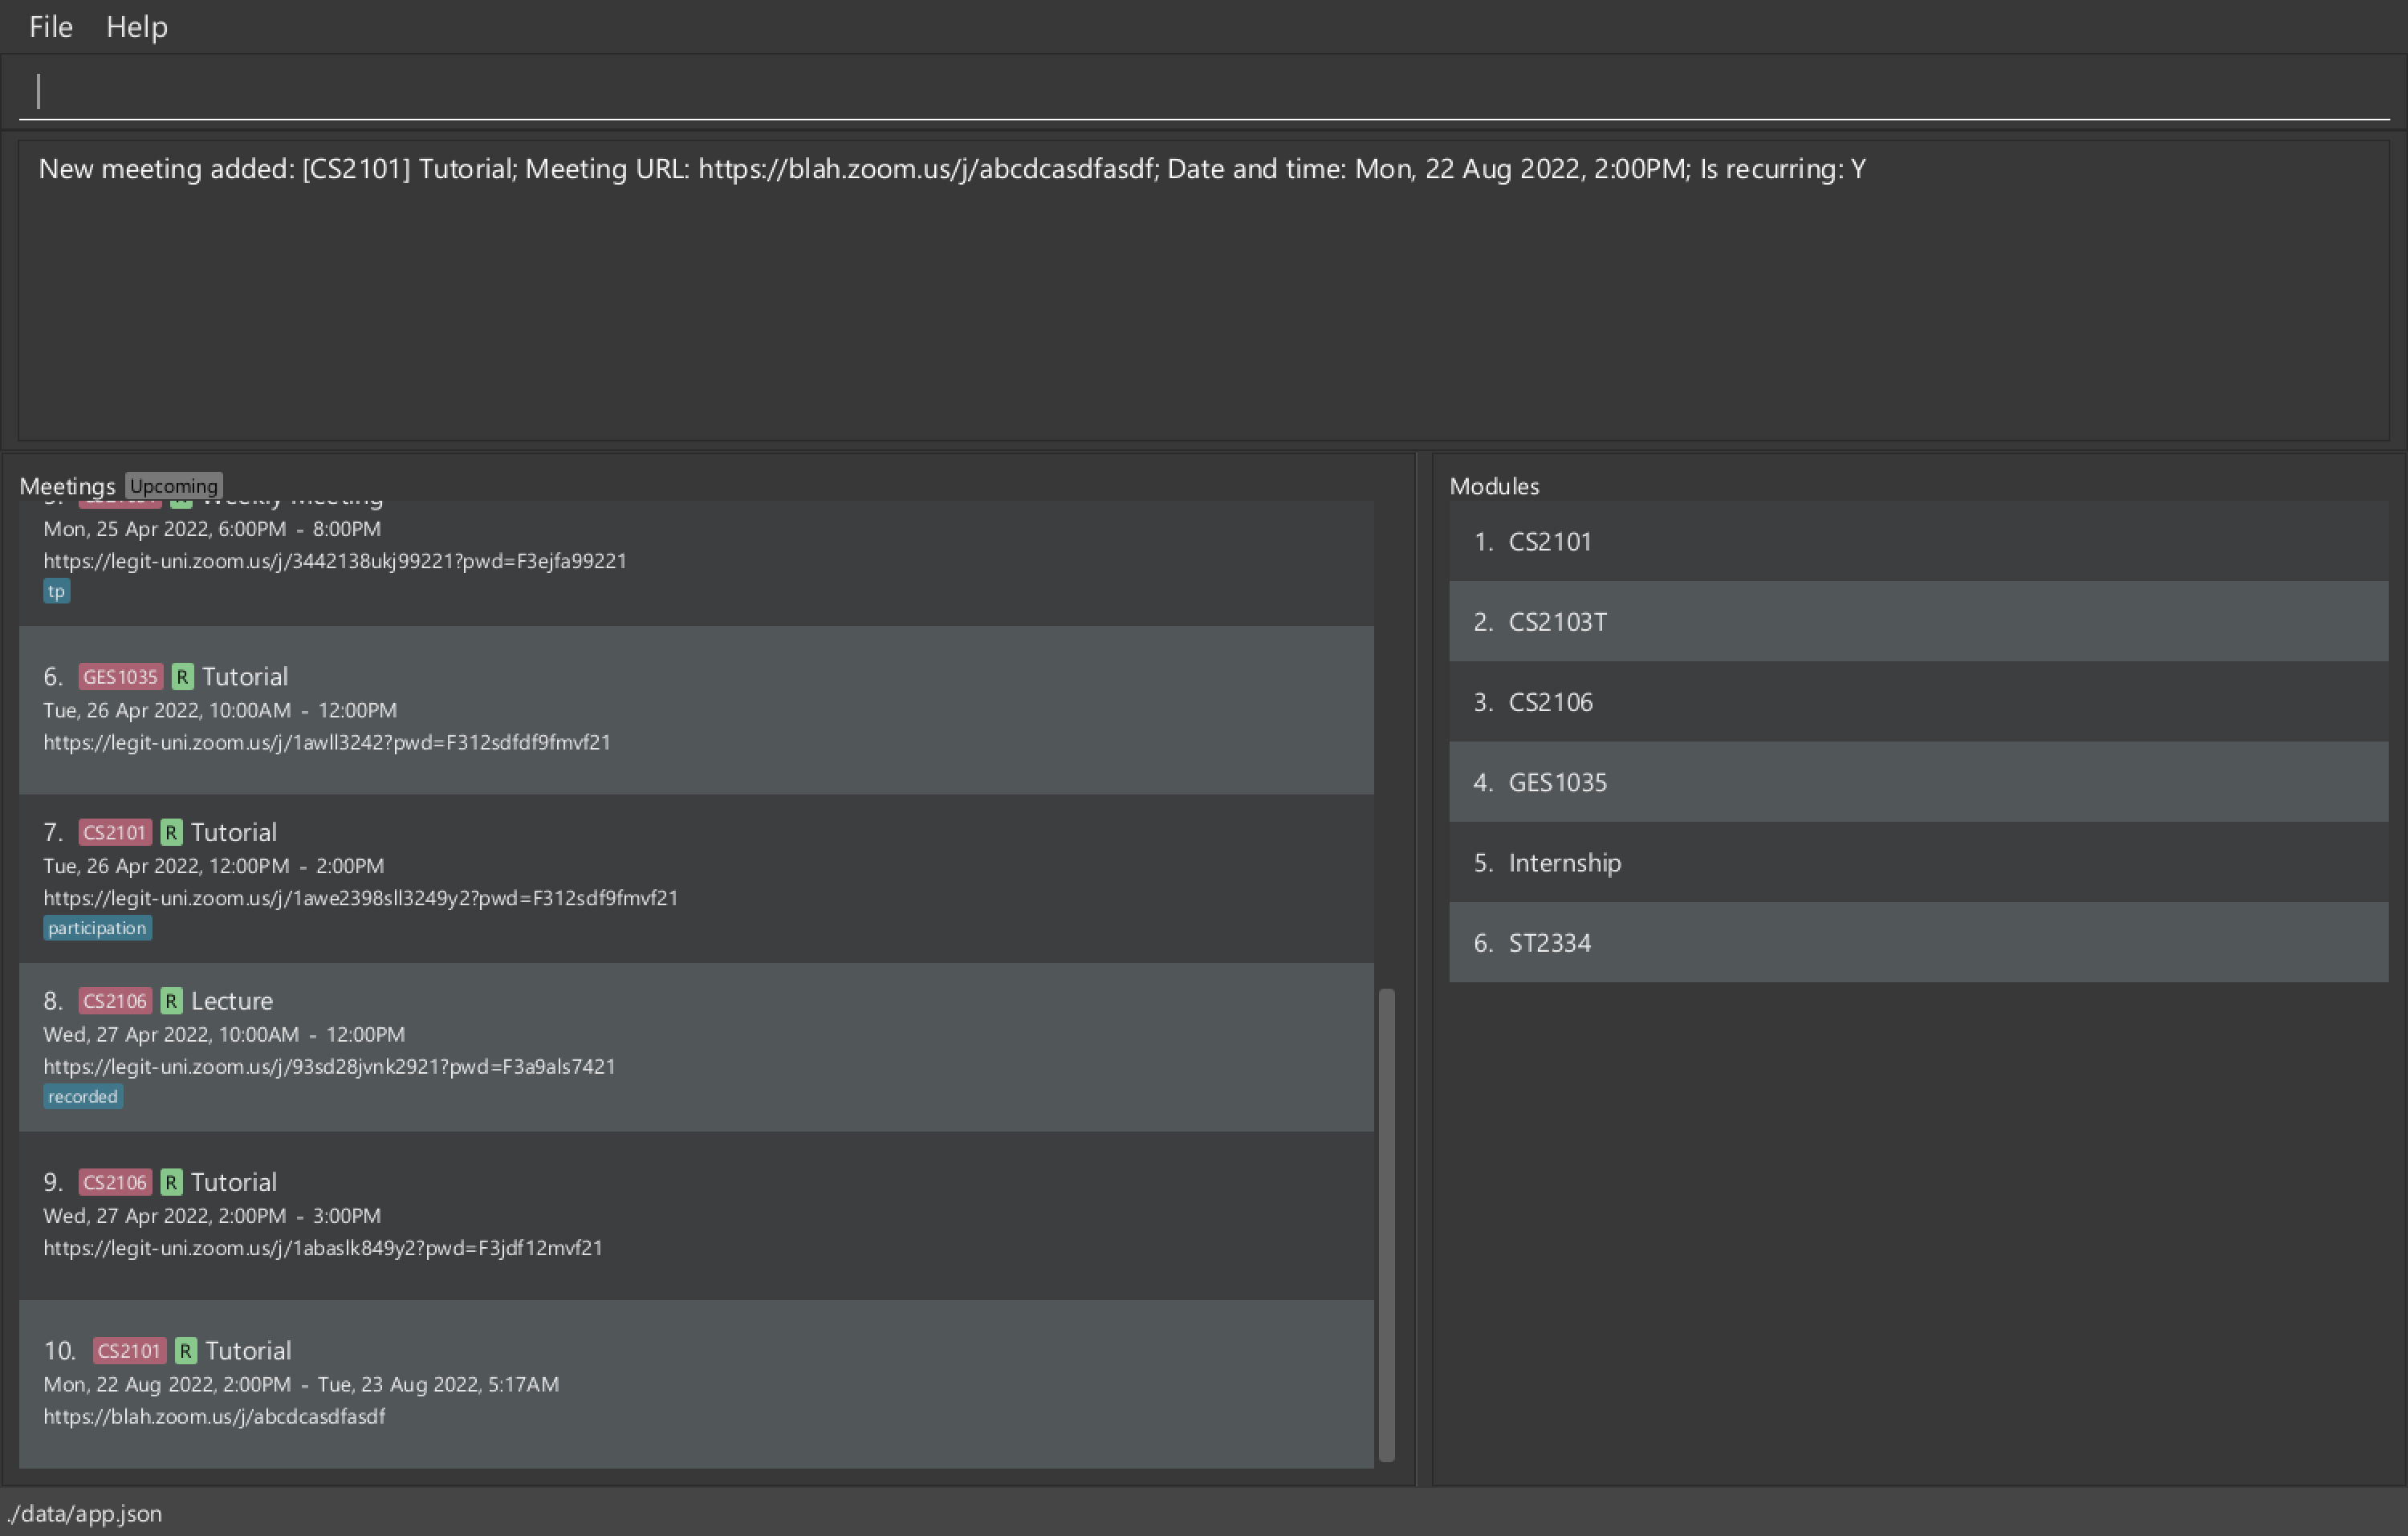 File Help
New meeting added: [CS2101] Tutorial; Meeting URL: https://blah.zoom.us/j/abcdcasdfasdf; Date and time: Mon, 22 Aug 2022, 2:00PM; Is recurring: Y
Meetings Upcoming
Weekly Meeting
Mon, 25 Apr 2022, 6:00PM - 8:00PM
https://legit-uni.zoom.us/j/3442138ukj99221?pwd=F3ejfa99221
tp
6. GES1035 R Tutorial
Tue, 26 Apr 2022, 10:00AM - 12:00PM
https://legit-uni.zoom.us/j/1awll3242?pwd=F312sdfdf9fmvf21
7. CS2101 R Tutorial
Tue, 26 Apr 2022, 12:00PM - 2:00PM
https://legit-uni.zoom.us/j/1awe2398sll3249y2?pwd=F312sdf9fmvf21
participation
8. CS2106 R Lecture
Wed, 27 Apr 2022, 10:00AM - 12:00PM
https://legit-uni.zoom.us/j/93sd28jvnk2921?pwd=F3a9als7421
recorded
9. CS2106 R Tutorial
Wed, 27 Apr 2022, 2:00PM - 3:00PM
https://legit-uni.zoom.us/j/1abaslk849y2?pwd=F3jdf12mvf21
10. CS2101 R Tutorial
Mon, 22 Aug 2022, 2:00PM - Tue, 23 Aug 2022, 5:17AM
https://blah.zoom.us/j/abcdcasdfasdf
Modules
1. CS2101
2. CS2103T
3. CS2106
4. GES1035
5. Internship
6. ST2334
./data/app.json